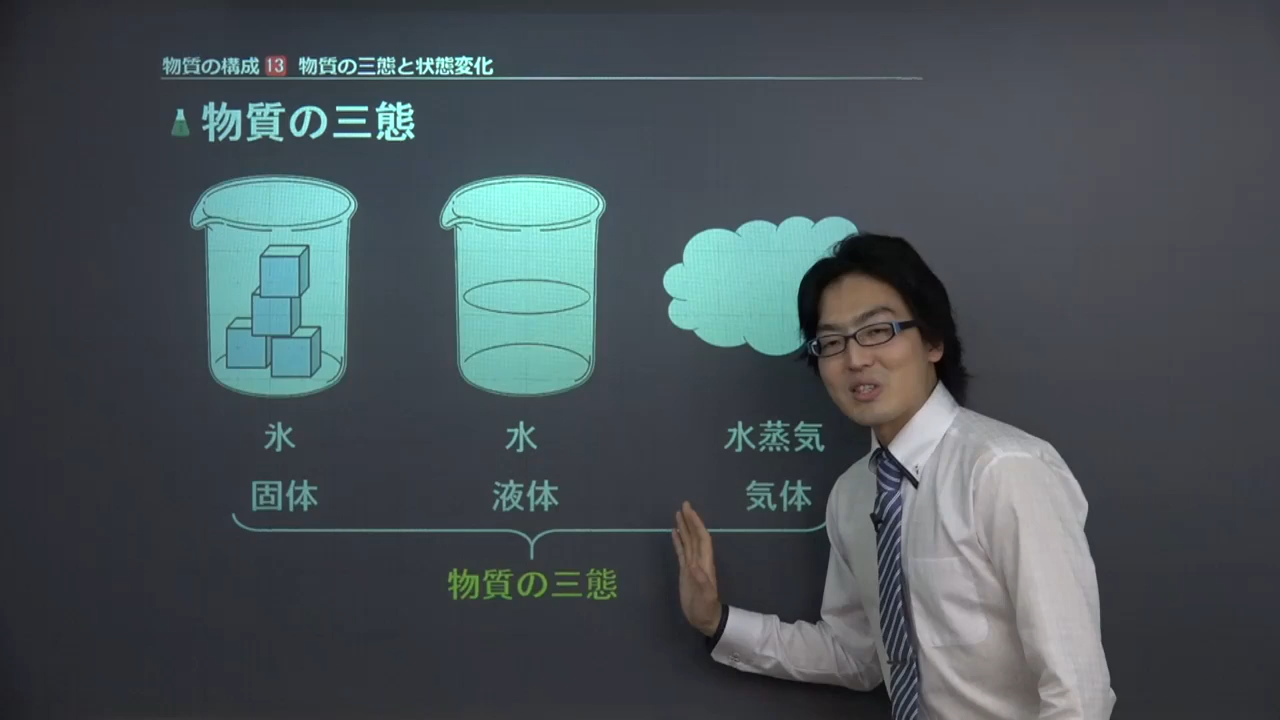 物質の構成 13 物質の三態と状態変化
物質の三態
氷 水 水蒸気
固体 液体 気体
物質の三態